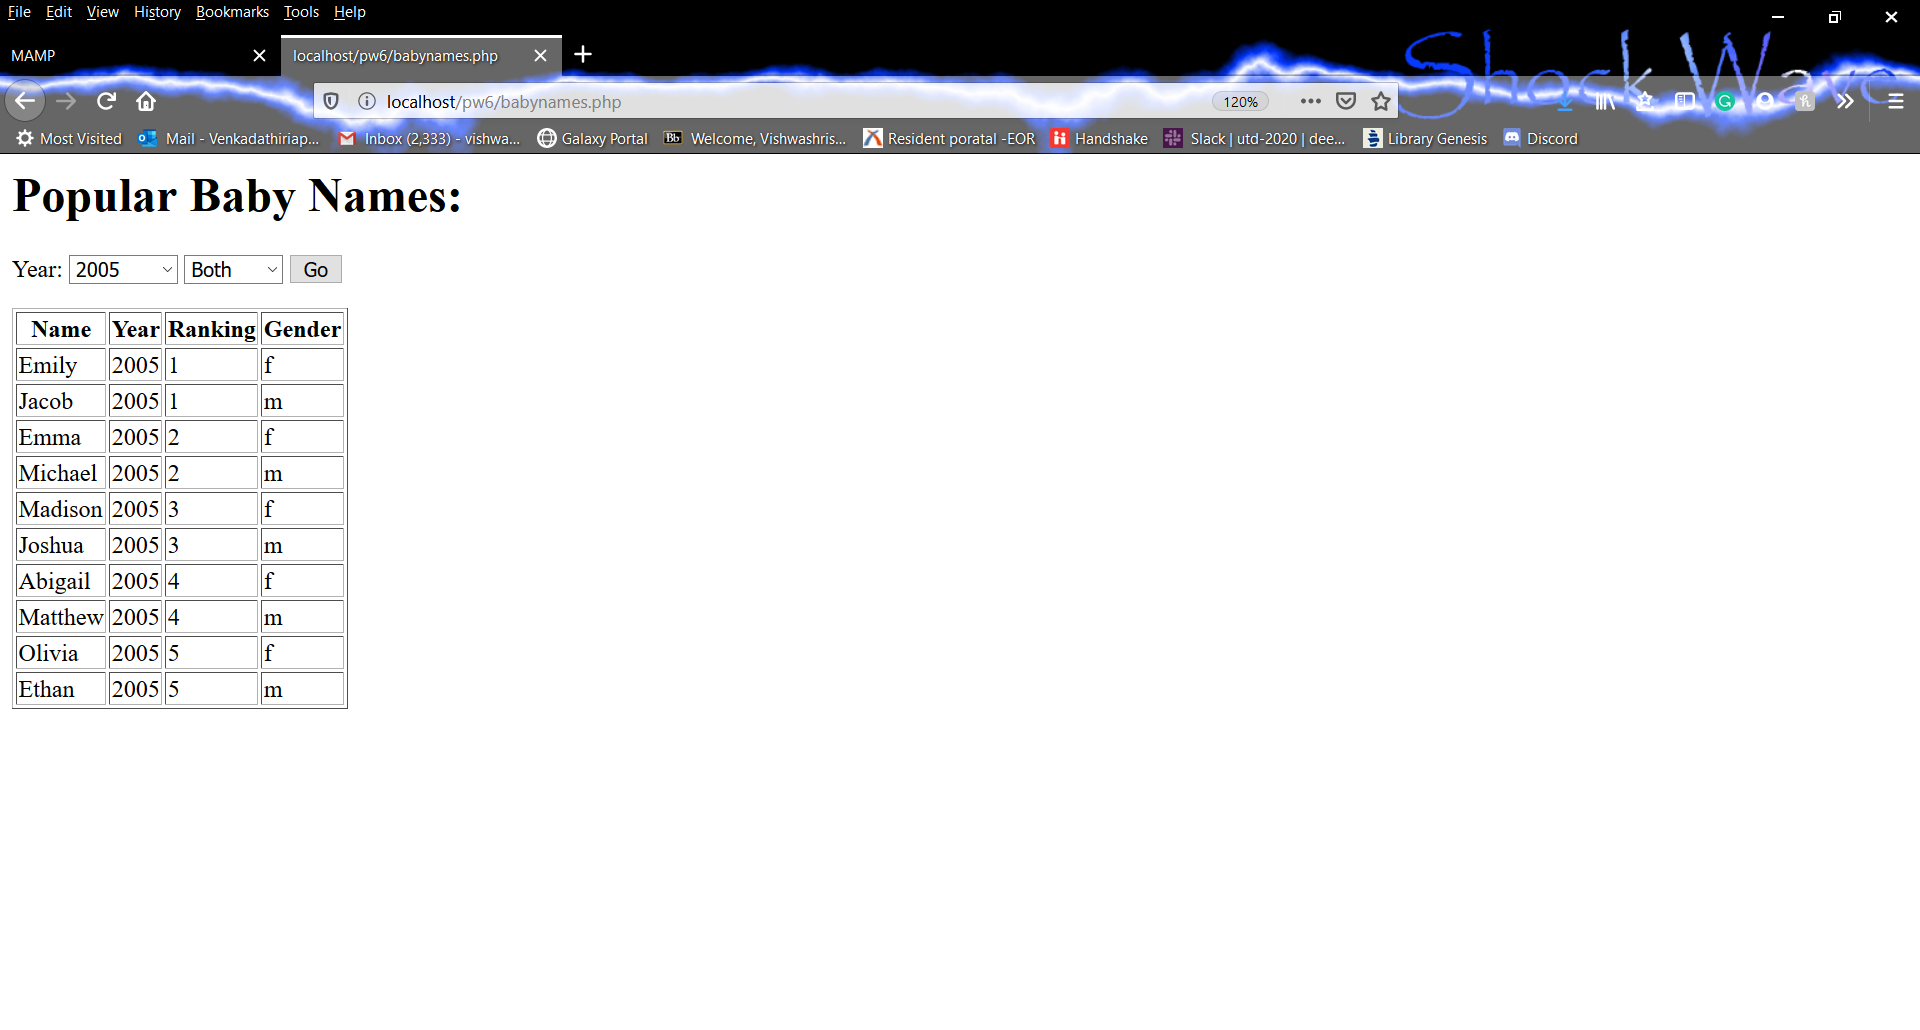 File Edit View History Bookmarks Tools Help
MAMP
localhost/pw6/babynames.php
Shock Wave
localhost/pw6/babynames.php 120%
Most Visited Mail - Venkadathiriap... Inbox (2,333) - vishwa... Galaxy Portal Bb Welcome, Vishwashris... Resident poratal -EOR Handshake Slack | utd-2020 | dee... Library Genesis Discord
Popular Baby Names:
Year: 2005 Both Go
Name Year Ranking Gender
Emily 2005 1 f
Jacob 2005 1 m
Emma 2005 2 f
Michael 2005 2 m
Madison 2005 3 f
Joshua 2005 3 m
Abigail 2005 4 f
Matthew 2005 4 m
Olivia 2005 5 f
Ethan 2005 5 m